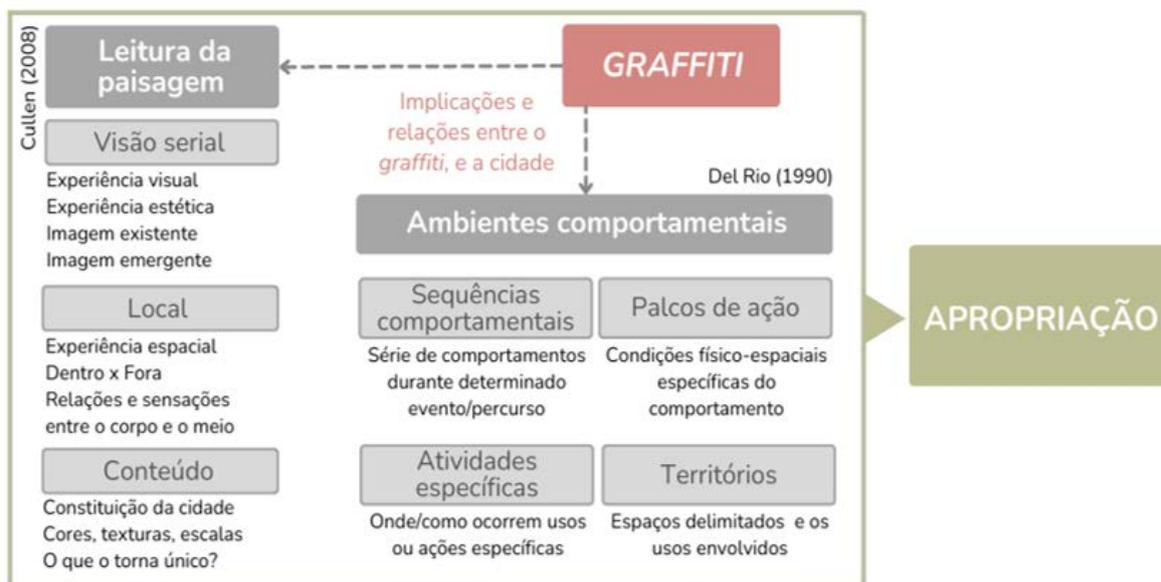 Cullen (2008)
Leitura da
paisagem
Visão serial
Experiência visual
Experiência estética
Imagem existente
Imagem emergente
Local
Experiência espacial
Dentro x Fora
Relações e sensações
entre o corpo e o meio
Conteúdo
Constituição da cidade
Cores, texturas, escalas
O que o torna único?
GRAFFITI
Implicações e
relações entre o
graffiti, e a cidade
Del Rio (1990)
Ambientes comportamentais
Sequências
comportamentais
Série de comportamentos
durante determinado
evento/percurso
Palcos de ação
Condições físico-espaciais
específicas do
comportamento
Atividades
específicas
Onde/como ocorrem usos
ou ações específicas
Territórios
Espaços delimitados e os
usos envolvidos
APROPRIAÇÃO